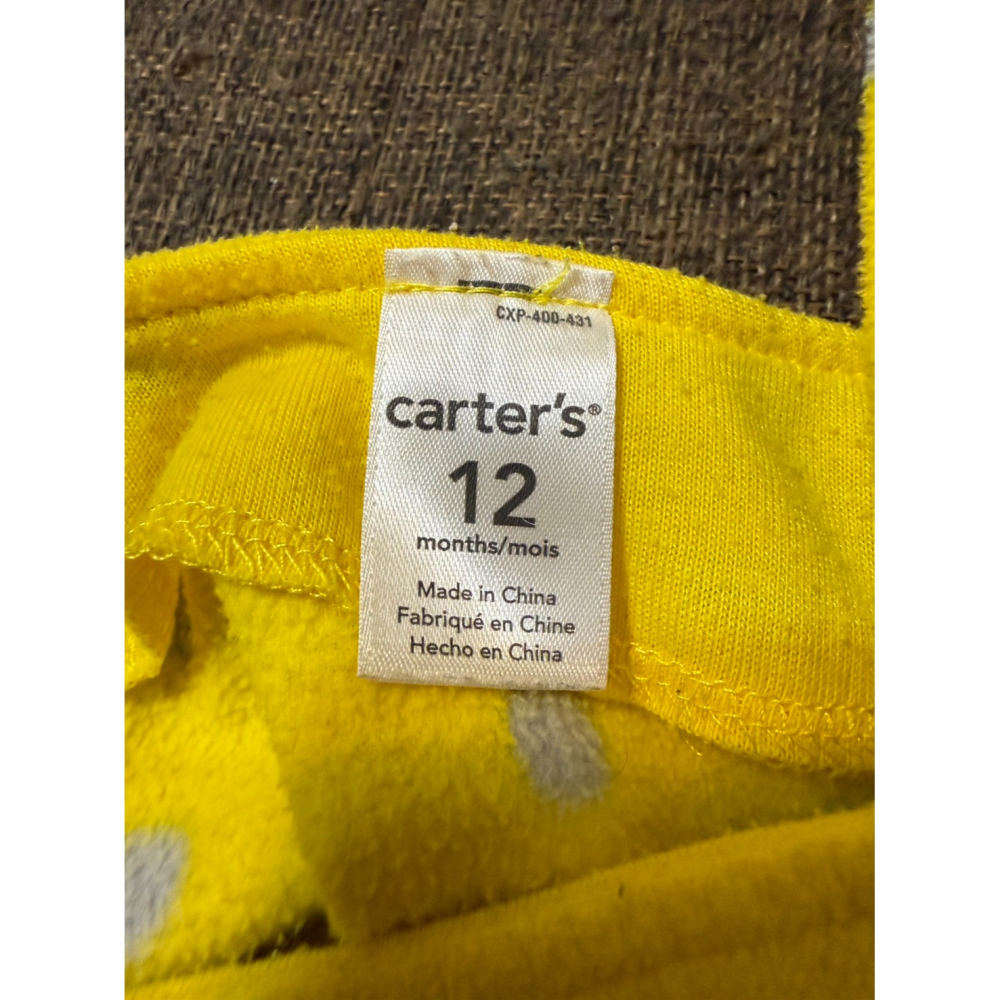 CXP-400-431
carter's®
12
months/mois
Made in China
Fabriqué en Chine
Hecho en China